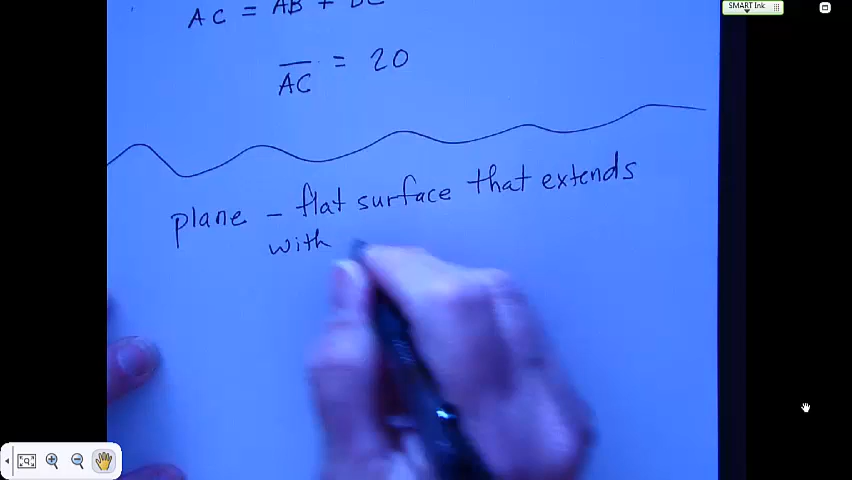 SMART Ink
AC = AB + BC
AC = 20
plane - flat surface that extends
with